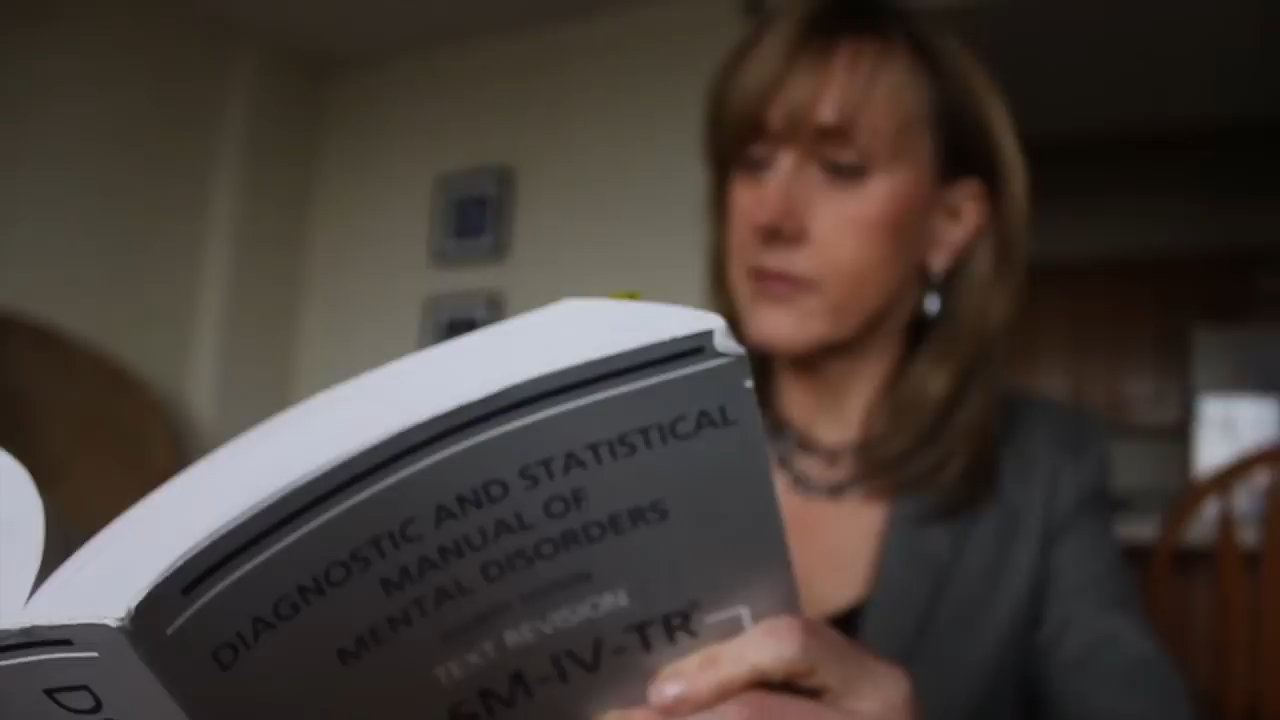 DIAGNOSTIC AND STATISTICAL
MANUAL OF
MENTAL DISORDERS
TEXT REVISION
SM-IV-TR
D